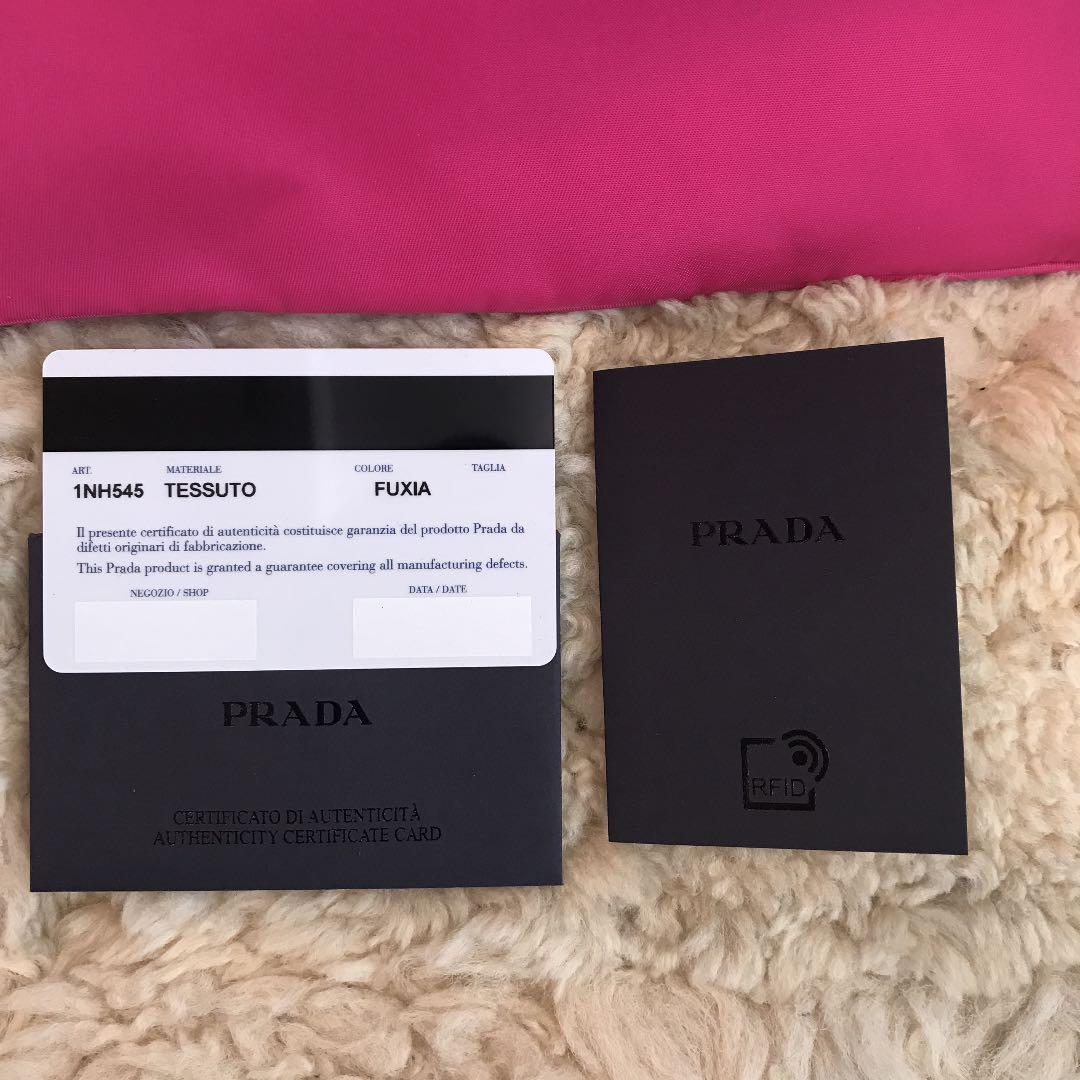 ART. MATERIALE COLORE TAGLIA
1NH545 TESSUTO FUXIA
Il presente certificato di autenticità costituisce garanzia del prodotto Prada da
difetti originari di fabbricazione.
This Prada product is granted a guarantee covering all manufacturing defects.
NEGOZIO / SHOP DATA / DATE
PRADA
CERTIFICATO DI AUTENTICITÀ
AUTHENTICITY CERTIFICATE CARD
PRADA
RFID